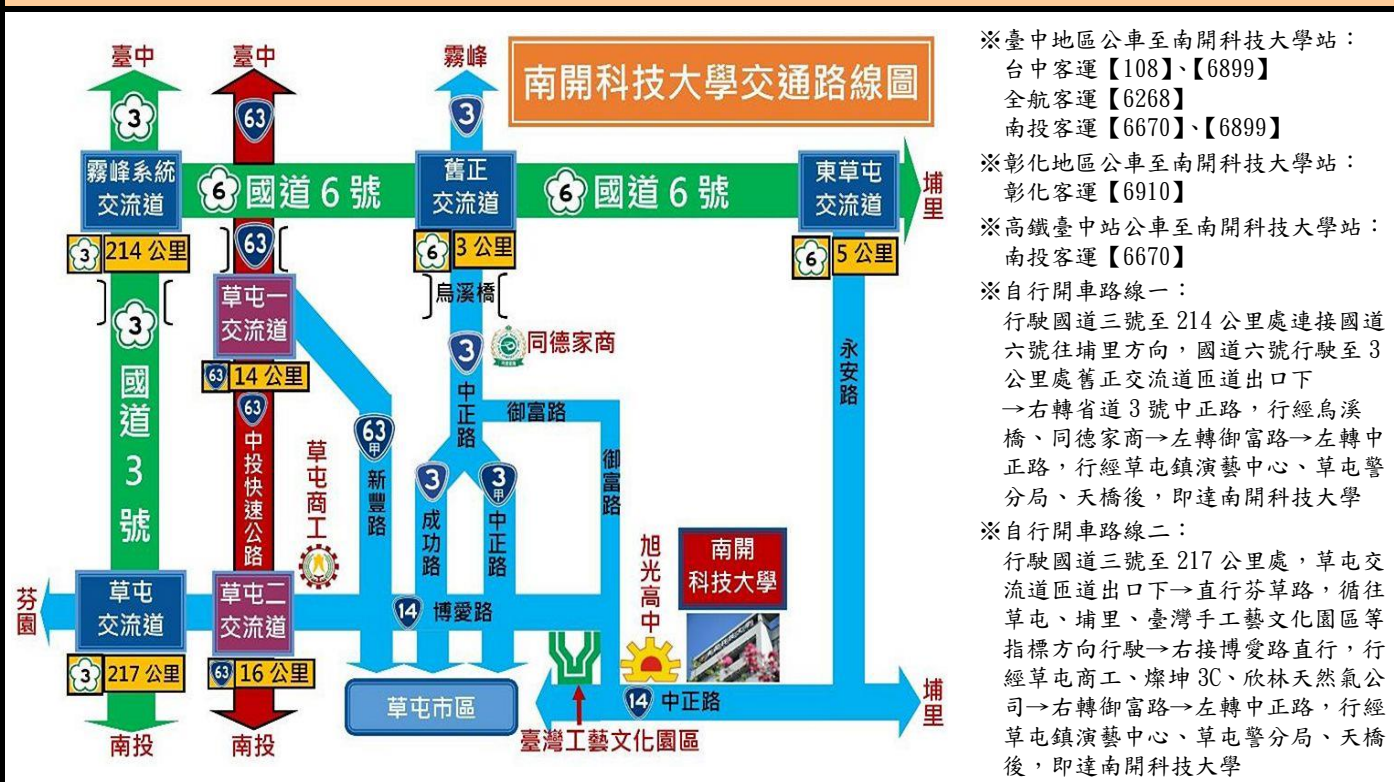 南開科技大學交通路線圖
臺中
臺中
霧峰
3
63
3
霧峰系統
交流道
6 國道 6 號
舊正
交流道
6 國道 6 號
東草屯
交流道
埔里
3 214 公里
63
6 3 公里
6 5 公里
草屯一
交流道
烏溪橋
3
國道3號
63 14 公里
3
同德家商
永安路
63
中投快速公路
中正路
御富路
63甲
新豐路
草屯商工
3
成功路
3甲
中正路
御富路
旭光高中
南開
科技大學
芬園
草屯
交流道
草屯二
交流道
14 博愛路
3 217 公里
63 16 公里
草屯市區
14 中正路
埔里
南投
南投
臺灣工藝文化園區
※臺中地區公車至南開科技大學站：
台中客運【108】、【6899】
全航客運【6268】
南投客運【6670】、【6899】
※彰化地區公車至南開科技大學站：
彰化客運【6910】
※高鐵臺中站公車至南開科技大學站：
南投客運【6670】
※自行開車路線一：
行駛國道三號至 214 公里處連接國道
六號往埔里方向，國道六號行駛至 3
公里處舊正交流道匝道出口下
→右轉省道 3 號中正路，行經烏溪
橋、同德家商→左轉御富路→左轉中
正路，行經草屯鎮演藝中心、草屯警
分局、天橋後，即達南開科技大學
※自行開車路線二：
行駛國道三號至 217 公里處，草屯交
流道匝道出口下→直行芬草路，循往
草屯、埔里、臺灣手工藝文化園區等
指標方向行駛→右接博愛路直行，行
經草屯商工、燦坤 3C、欣林天然氣公
司→右轉御富路→左轉中正路，行經
草屯鎮演藝中心、草屯警分局、天橋
後，即達南開科技大學